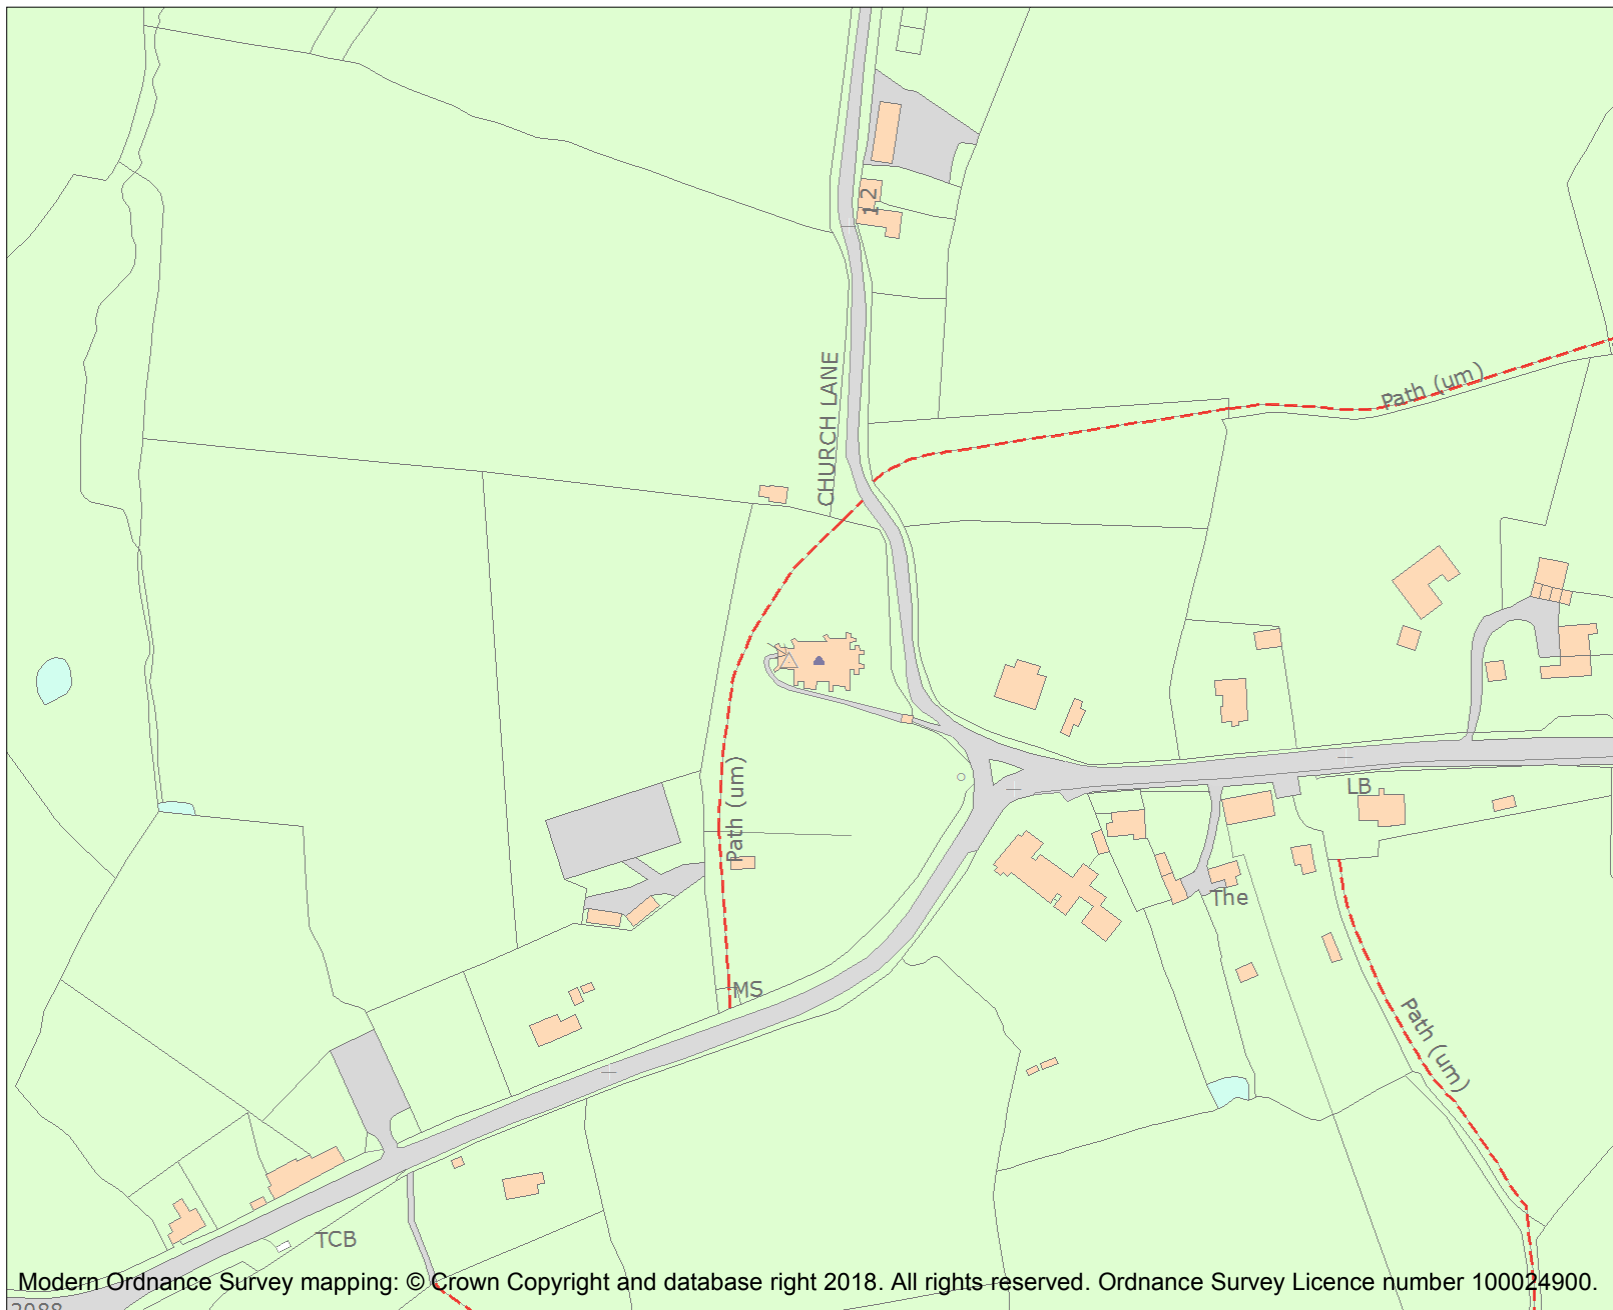 12
CHURCH LANE
Path (um)
LB
Path (um)
The
MS
Path (um)
TCB
Modern Ordnance Survey mapping: © Crown Copyright and database right 2018. All rights reserved. Ordnance Survey Licence number 100024900.